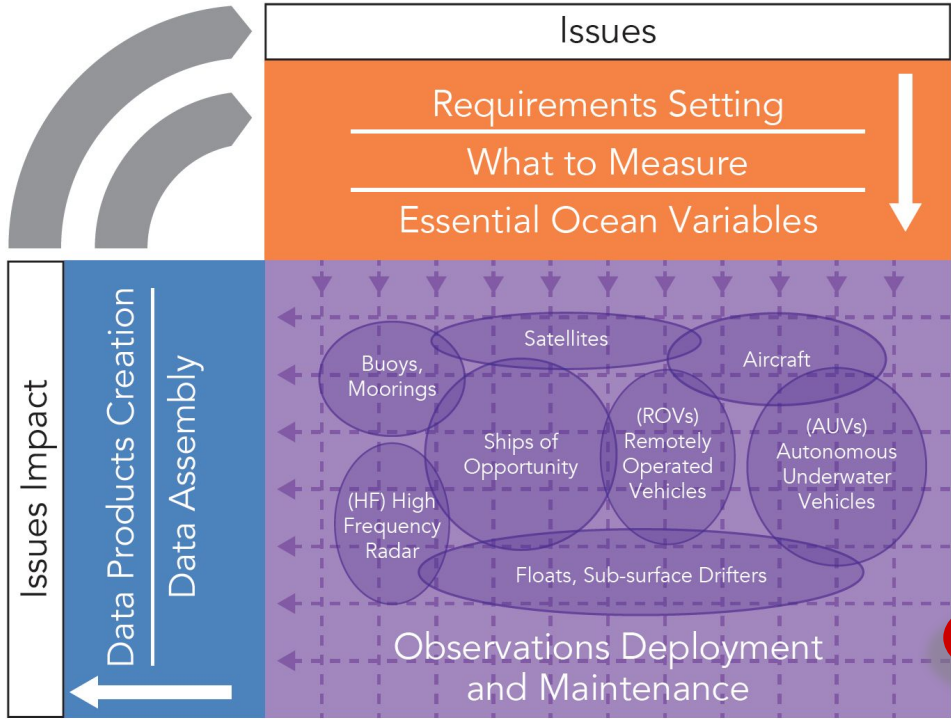 Issues
Requirements Setting
What to Measure
Essential Ocean Variables
Issues Impact
Data Products Creation
Data Assembly
Satellites
Aircraft
Buoys,
Moorings
Ships of
Opportunity
(ROVs)
Remotely
Operated
Vehicles
(AUVs)
Autonomous
Underwater
Vehicles
(HF) High
Frequency
Radar
Floats, Sub-surface Drifters
Observations Deployment
and Maintenance